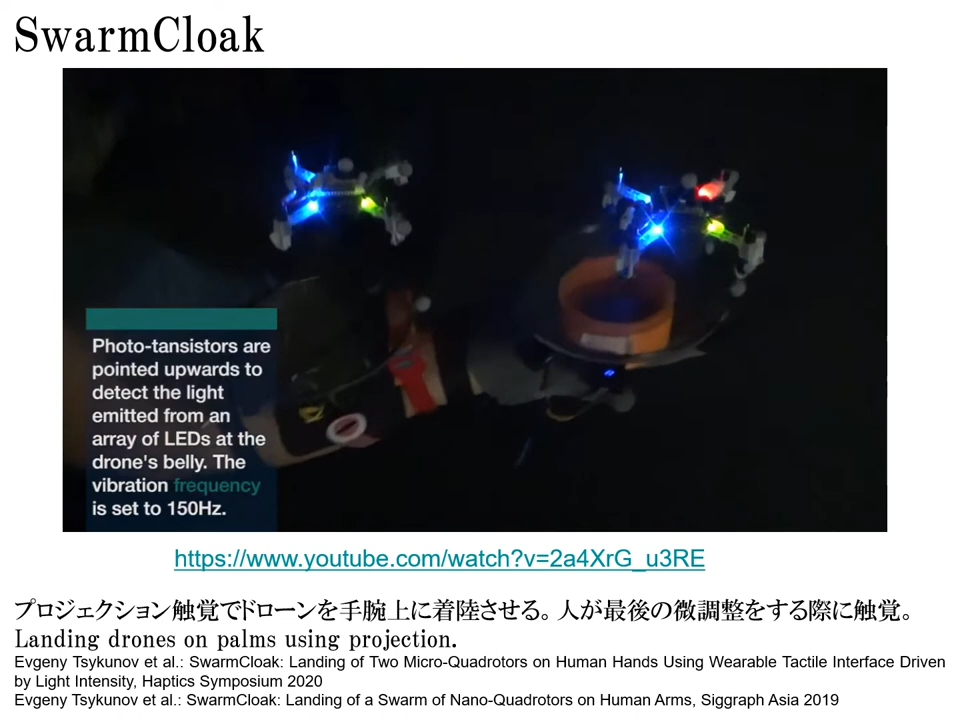 SwarmCloak
Photo-tansistors are
pointed upwards to
detect the light
emitted from an
array of LEDs at the
drone's belly. The
vibration frequency
is set to 150Hz.
https://www.youtube.com/watch?v=2a4XrG_u3RE
プロジェクション触覚でドローンを手腕上に着陸させる。人が最後の微調整をする際に触覚。
Landing drones on palms using projection.
Evgeny Tsykunov et al.: SwarmCloak: Landing of Two Micro-Quadrotors on Human Hands Using Wearable Tactile Interface Driven
by Light Intensity, Haptics Symposium 2020
Evgeny Tsykunov et al.: SwarmCloak: Landing of a Swarm of Nano-Quadrotors on Human Arms, Siggraph Asia 2019